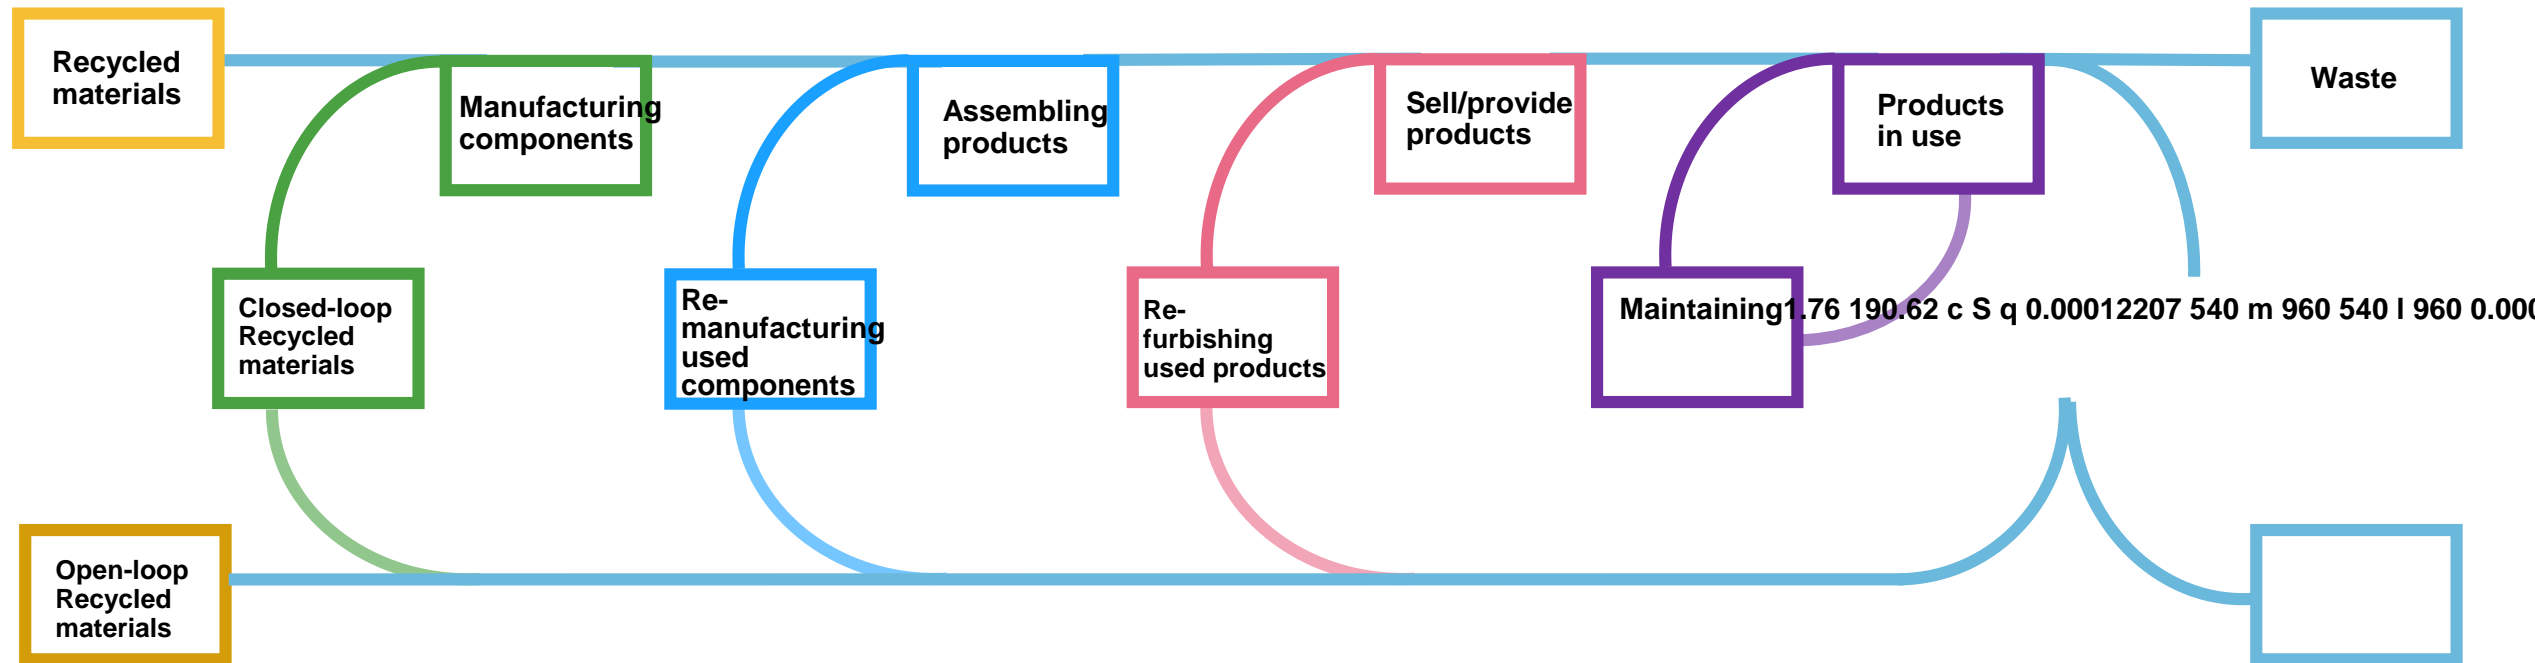 Recycled
materials
Manufacturing
components
Assembling
products
Sell/provide
products
Products
in use
Waste
Closed-loop
Recycled
materials
Re-
manufacturing
used
components
Re-
furbishing
used products
Maintaining1.76 190.62 c S q 0.00012207 540 m 960 540 l 960 0.000
Open-loop
Recycled
materials